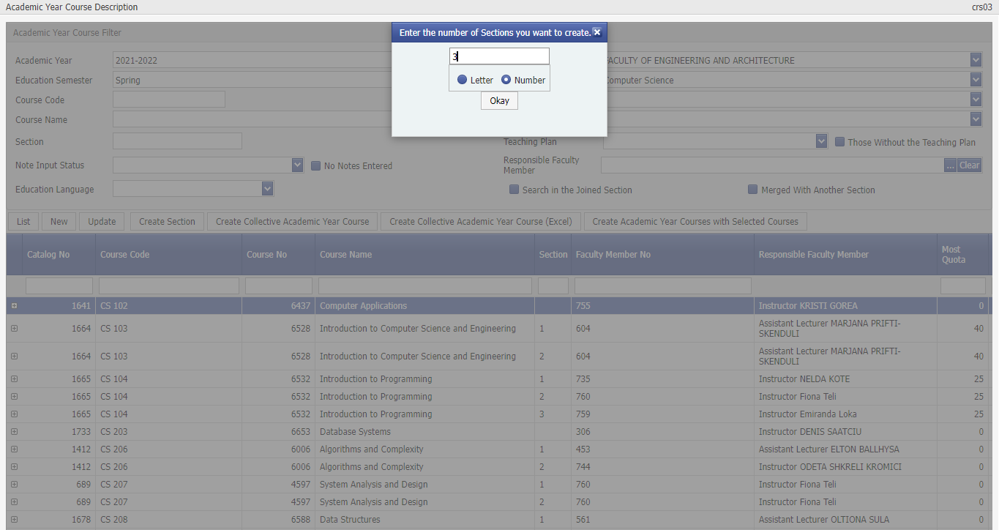 Academic Year Course Description crs03
Academic Year Course Filter
Enter the number of Sections you want to create.
3
Letter Number
Okay
Academic Year 2021-2022 FACULTY OF ENGINEERING AND ARCHITECTURE
Education Semester Spring Computer Science
Course Code
Course Name
Section Teaching Plan Those Without the Teaching Plan
Note Input Status No Notes Entered Responsible Faculty Member ... Clear
Education Language Search in the Joined Section Merged With Another Section
List New Update Create Section Create Collective Academic Year Course Create Collective Academic Year Course (Excel) Create Academic Year Courses with Selected Courses
Catalog No Course Code Course No Course Name Section Faculty Member No Responsible Faculty Member Most Quota
1641 CS 102 6437 Computer Applications 755 Instructor KRISTI GOREA 0
1664 CS 103 6528 Introduction to Computer Science and Engineering 1 604 Assistant Lecturer MARJANA PRIFTI-SKENDULI 40
1664 CS 103 6528 Introduction to Computer Science and Engineering 2 604 Assistant Lecturer MARJANA PRIFTI-SKENDULI 40
1665 CS 104 6532 Introduction to Programming 1 735 Instructor NELDA KOTE 25
1665 CS 104 6532 Introduction to Programming 2 760 Instructor Fiona Teli 25
1665 CS 104 6532 Introduction to Programming 3 759 Instructor Emiranda Loka 25
1733 CS 203 6653 Database Systems 306 Instructor DENIS SAATCIU 0
1412 CS 206 6006 Algorithms and Complexity 1 453 Assistant Lecturer ELTON BALLHYSA 0
1412 CS 206 6006 Algorithms and Complexity 2 744 Instructor ODETA SHKRELI KROMICI 0
689 CS 207 4597 System Analysis and Design 1 760 Instructor Fiona Teli 0
689 CS 207 4597 System Analysis and Design 2 760 Instructor Fiona Teli 0
1678 CS 208 6588 Data Structures 1 561 Assistant Lecturer OLTIONA SULA 0